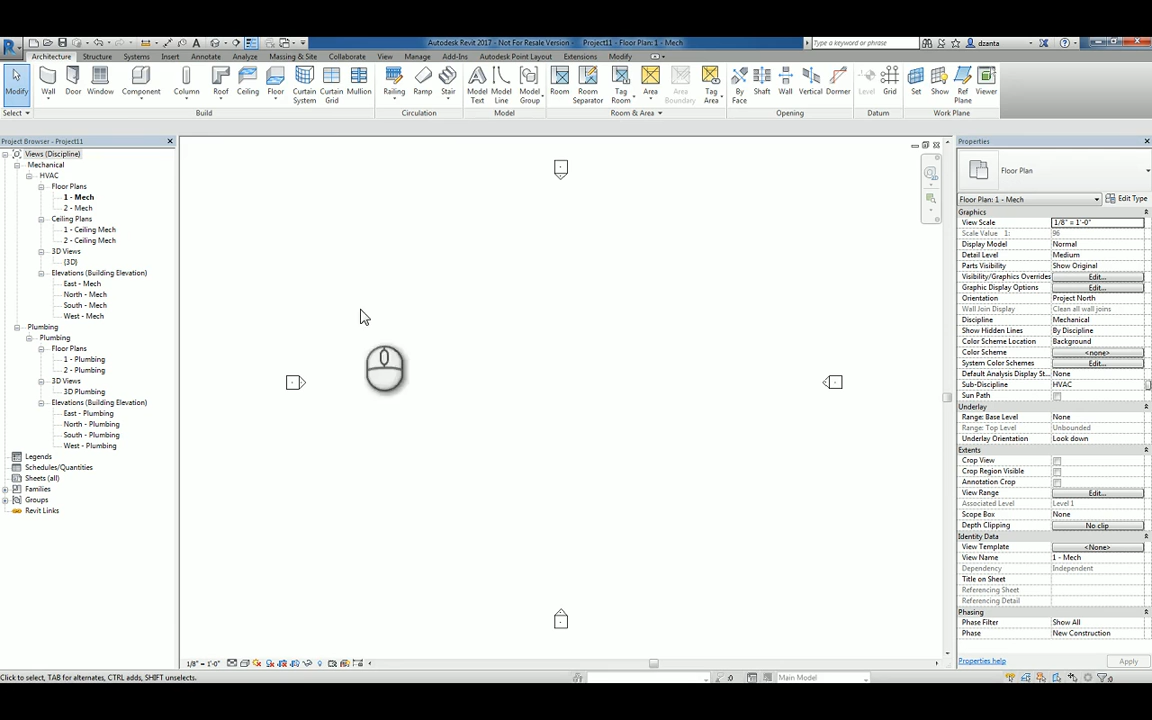 Autodesk Revit 2017 - Not For Resale Version - Project11 - Floor Plan: 1 - Mech
Type a keyword or phrase
dzanta
Architecture Structure Systems Insert Annotate Analyze Massing & Site Collaborate View Manage Add-Ins Autodesk Point Layout Extensions Modify
Modify Wall Door Window Component Column Roof Ceiling Floor Curtain System Curtain Grid Mullion Railing Ramp Stair Model Text Model Line Model Group Room Room Separator Tag Room Area Area Boundary Tag Area By Face Shaft Wall Vertical Dormer Level Grid Set Show Ref Plane Viewer
Select Build Circulation Model Room & Area Opening Datum Work Plane
Project Browser - Project11
Views (Discipline)
Mechanical
HVAC
Floor Plans
1 - Mech
2 - Mech
Ceiling Plans
1 - Ceiling Mech
2 - Ceiling Mech
3D Views
{3D}
Elevations (Building Elevation)
East - Mech
North - Mech
South - Mech
West - Mech
Plumbing
Plumbing
Floor Plans
1 - Plumbing
2 - Plumbing
3D Views
3D Plumbing
Elevations (Building Elevation)
East - Plumbing
North - Plumbing
South - Plumbing
West - Plumbing
Legends
Schedules/Quantities
Sheets (all)
Families
Groups
Revit Links
Properties
Floor Plan
Floor Plan: 1 - Mech Edit Type
Graphics
View Scale 1/8" = 1'-0"
Scale Value 1: 96
Display Model Normal
Detail Level Medium
Parts Visibility Show Original
Visibility/Graphics Overrides Edit...
Graphic Display Options Edit...
Orientation Project North
Wall Join Display Clean all wall joins
Discipline Mechanical
Show Hidden Lines By Discipline
Color Scheme Location Background
Color Scheme <none>
System Color Schemes Edit...
Default Analysis Display St... None
Sub-Discipline HVAC
Sun Path
Underlay
Range: Base Level None
Range: Top Level Unbounded
Underlay Orientation Look down
Extents
Crop View
Crop Region Visible
Annotation Crop
View Range Edit...
Associated Level Level 1
Scope Box None
Depth Clipping No clip
Identity Data
View Template <None>
View Name 1 - Mech
Dependency Independent
Title on Sheet
Referencing Sheet
Referencing Detail
Phasing
Phase Filter Show All
Phase New Construction
Properties help Apply
1/8" = 1'-0"
Click to select, TAB for alternates, CTRL adds, SHIFT unselects. :0 Main Model :0